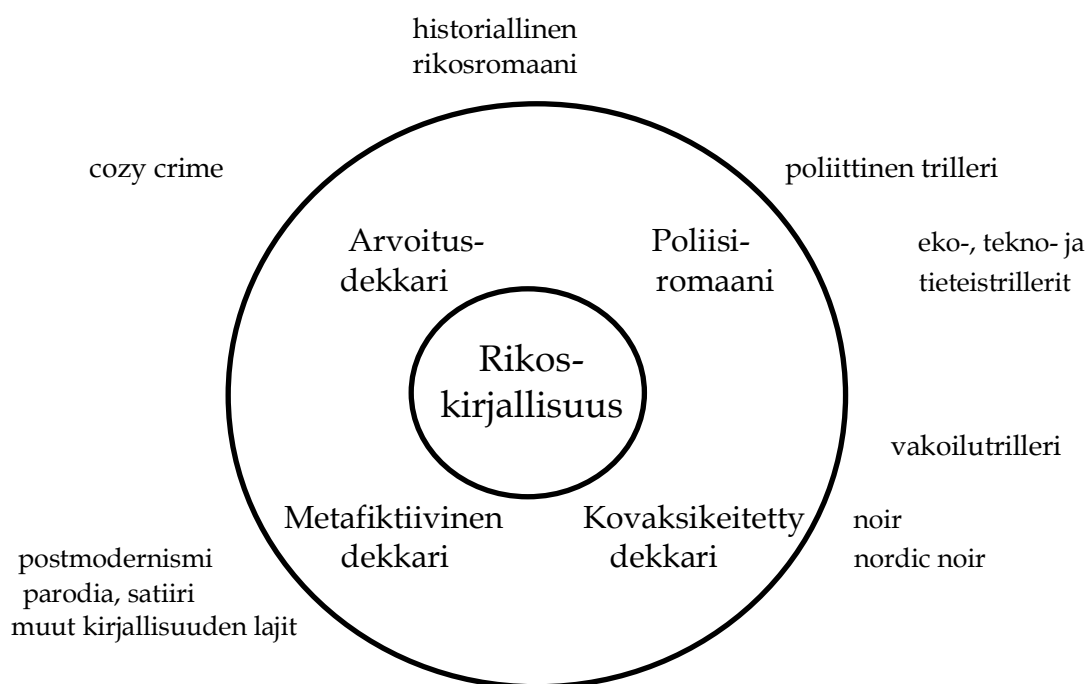 historiallinen
rikosromaani
cozy crime
poliittinen trilleri
Arvoitus-
dekkari
Poliisi-
romaani
eko-, tekno- ja
tieteistrillerit
Rikos-
kirjallisuus
vakoilutrilleri
Metafiktiivinen
dekkari
Kovaksikeitetty
dekkari
noir
nordic noir
postmodernismi
parodia, satiiri
muut kirjallisuuden lajit